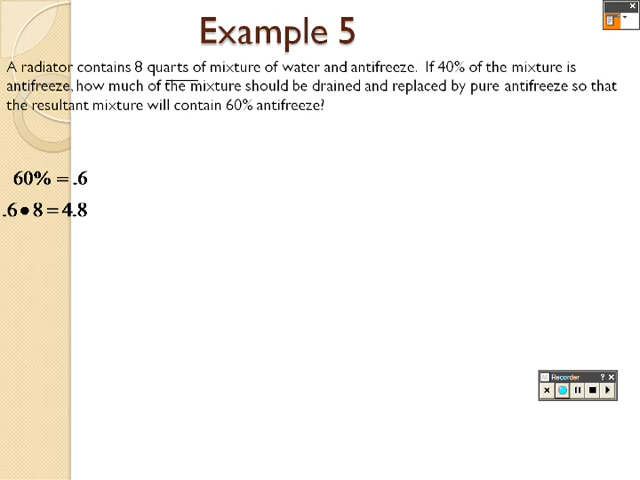 Example 5
A radiator contains 8 quarts of mixture of water and antifreeze. If 40% of the mixture is
antifreeze, how much of the mixture should be drained and replaced by pure antifreeze so that
the resultant mixture will contain 60% antifreeze?
60% = .6
.6 • 8 = 4.8
Recorder